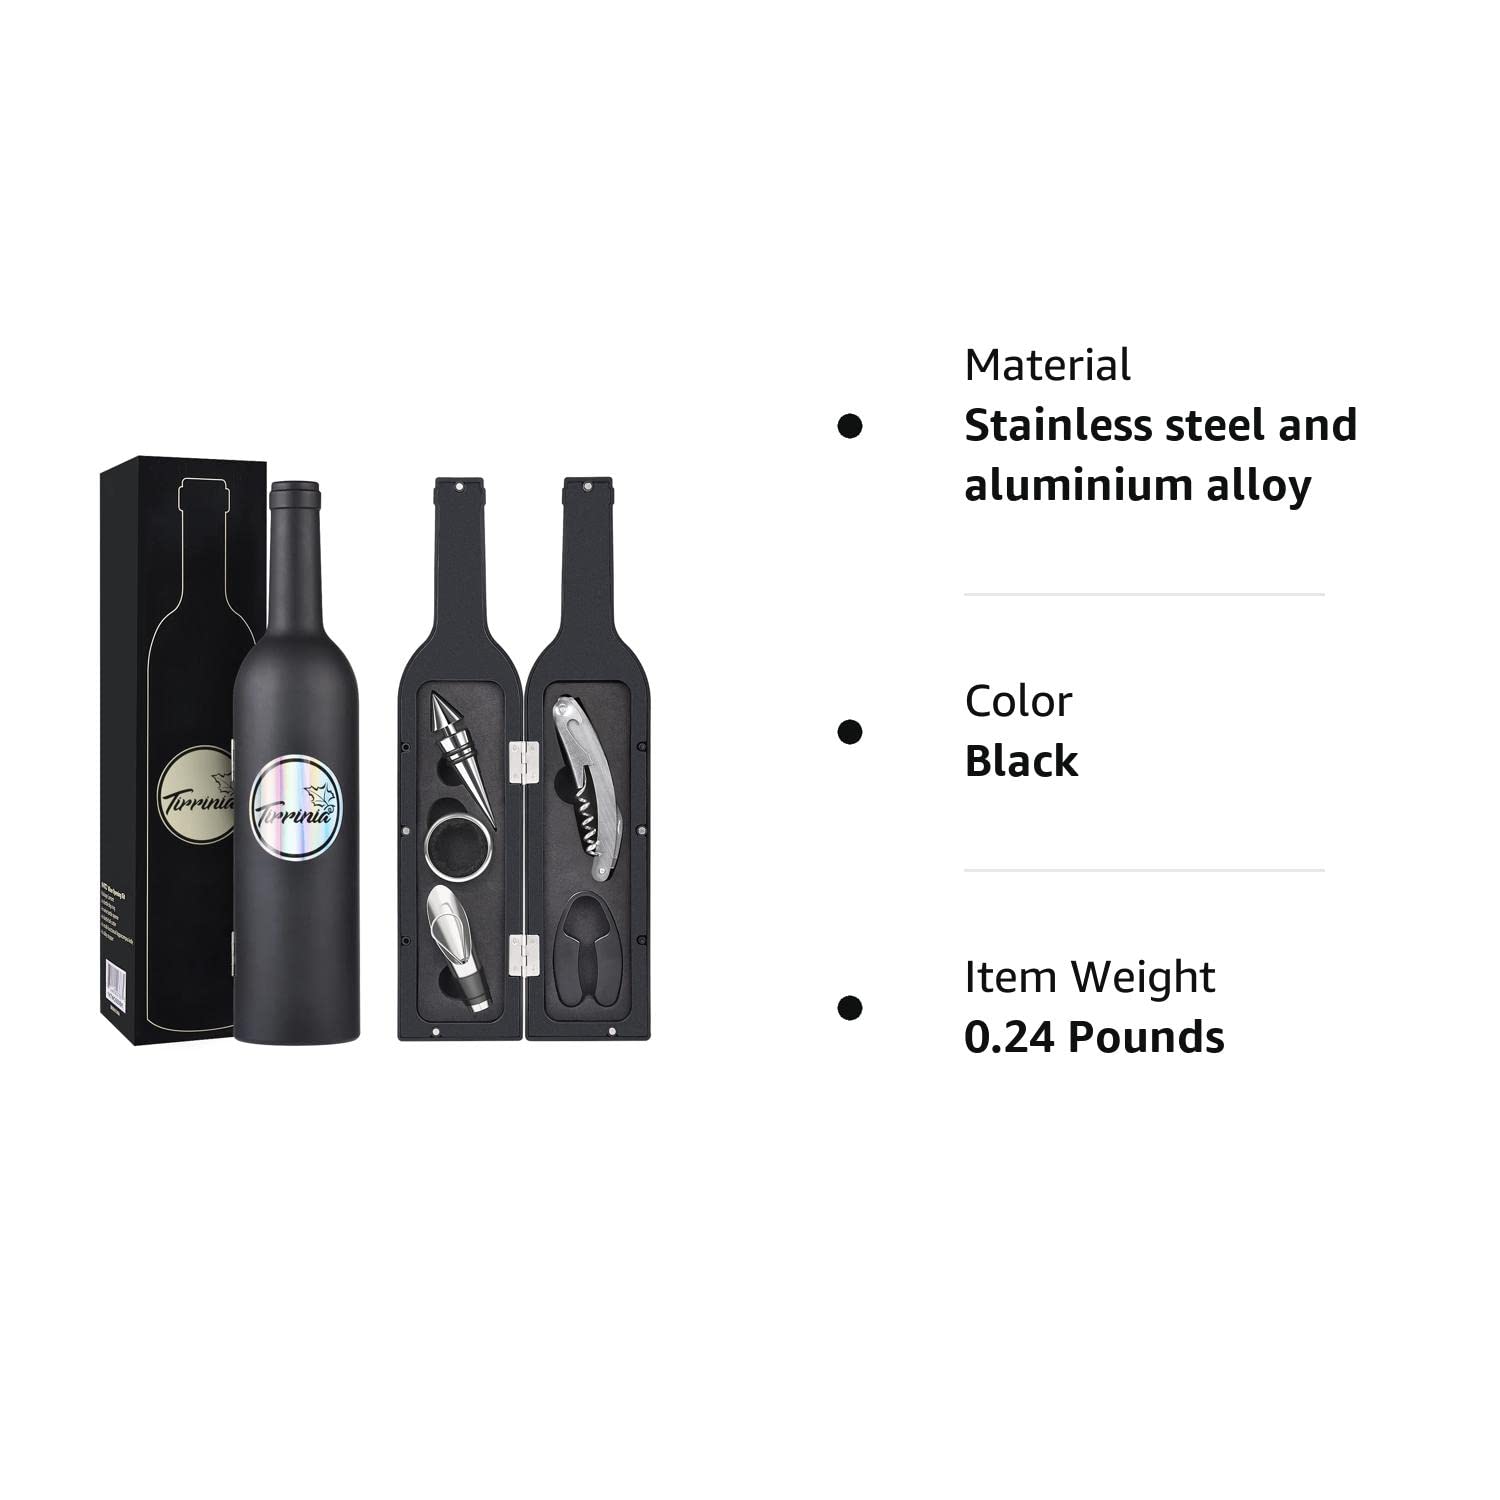 Tirrinia
Tirrinia
Material
Stainless steel and
aluminium alloy
Color
Black
Item Weight
0.24 Pounds